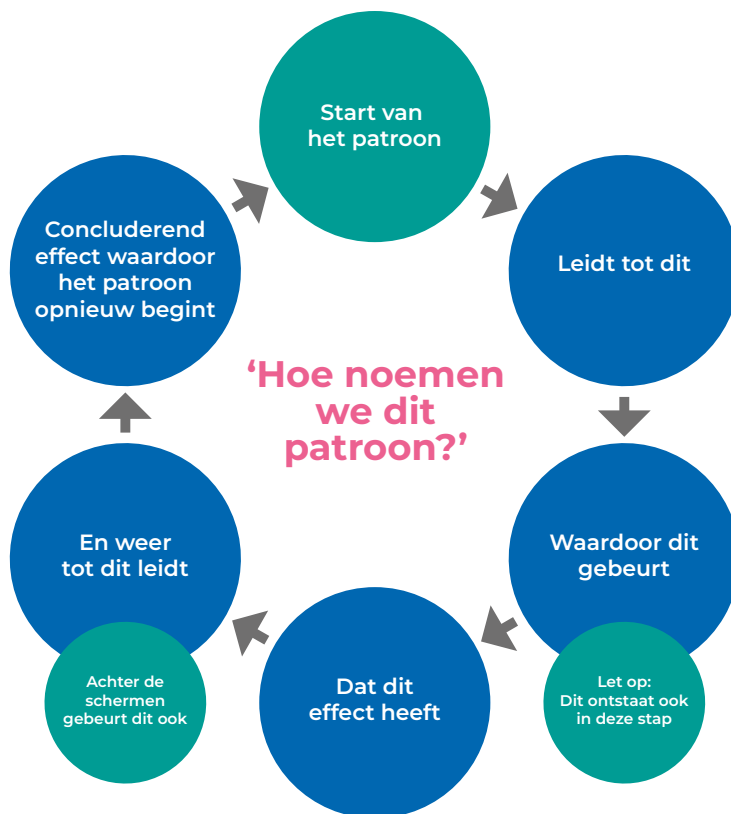 Start van
het patroon
Leidt tot dit
Waardoor dit
gebeurt
Let op:
Dit ontstaat ook
in deze stap
Dat dit
effect heeft
En weer
tot dit leidt
Achter de
schermen
gebeurt dit ook
Concluderend
effect waardoor
het patroon
opnieuw begint
‘Hoe noemen
we dit
patroon?’